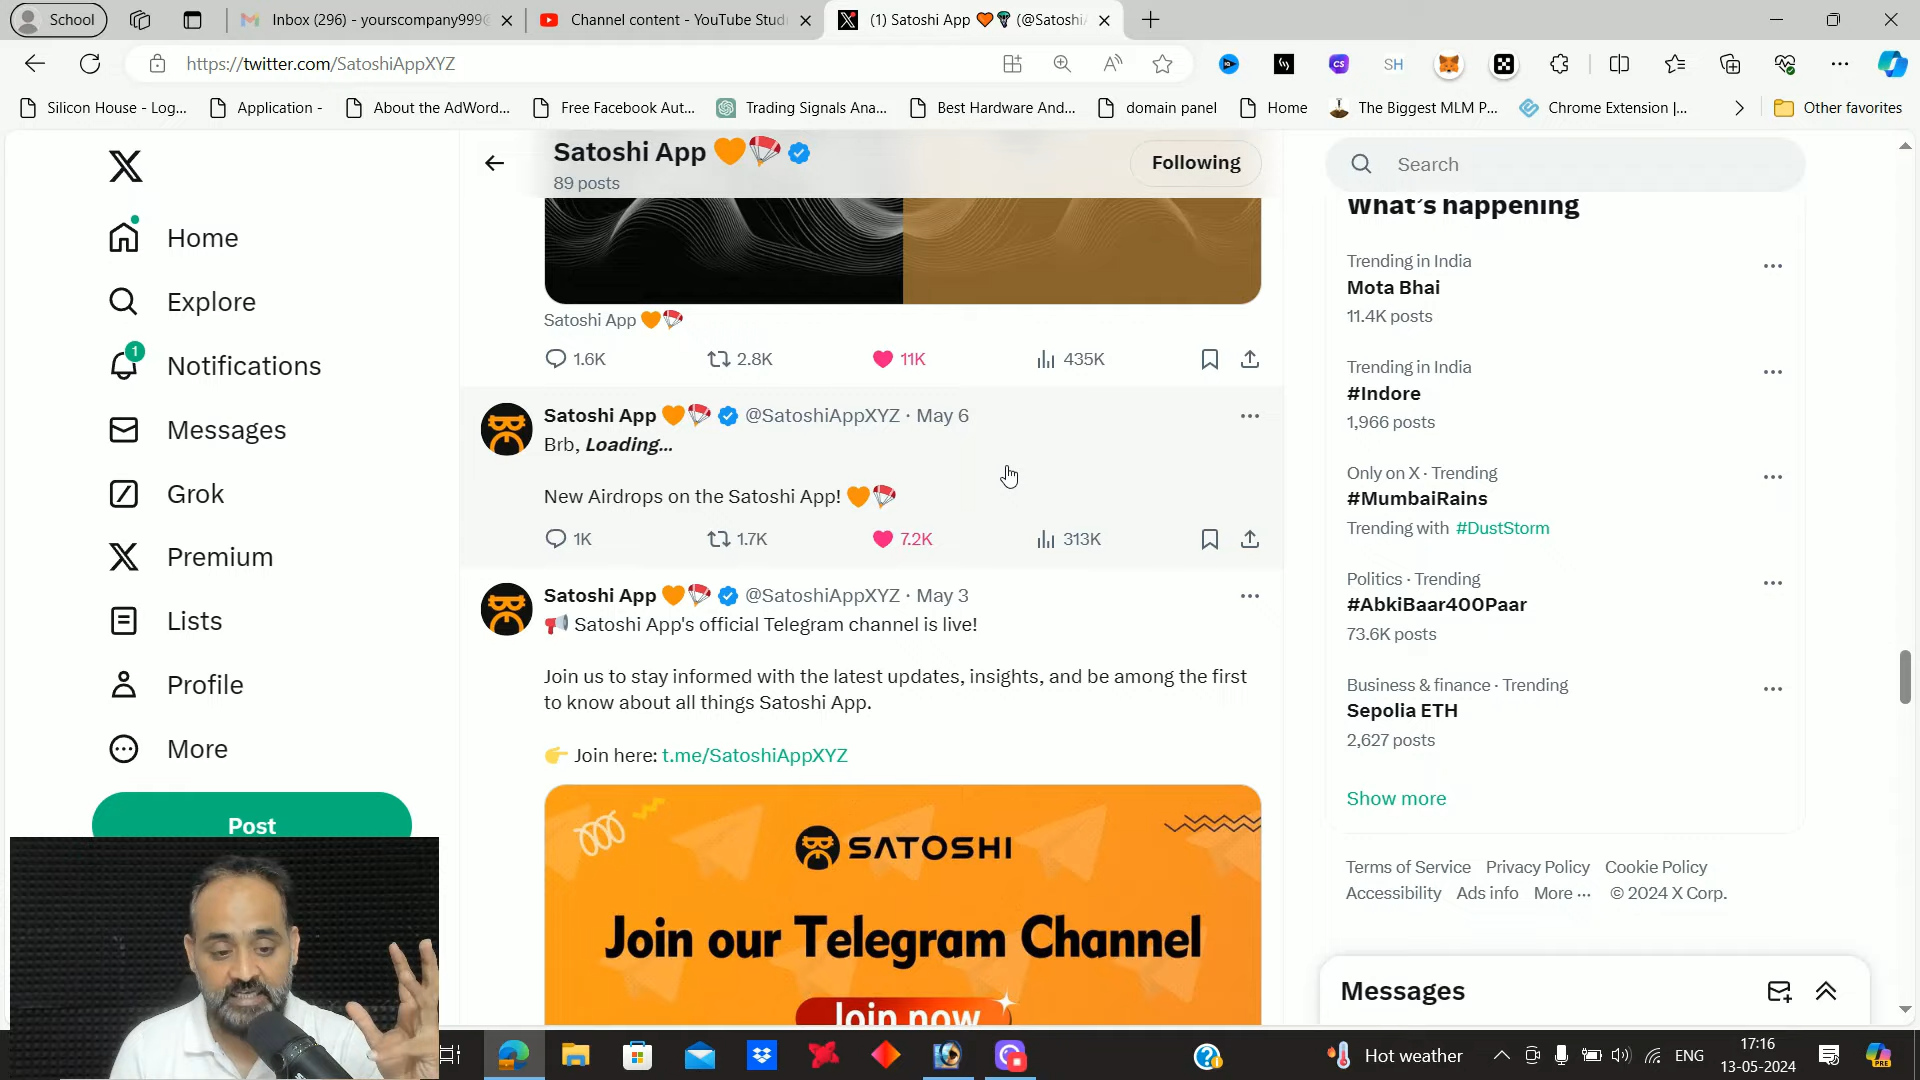 School
Inbox (296) - yourscompany999@
Channel content - YouTube Studi
(1) Satoshi App 🧡🪂 (@Satoshi
https://twitter.com/SatoshiAppXYZ
SH
Silicon House - Log...
Application -
About the AdWord...
Free Facebook Aut...
Trading Signals Ana...
Best Hardware And...
domain panel
Home
The Biggest MLM P...
Chrome Extension |...
Other favorites
Home
Explore
1
Notifications
Messages
Grok
Premium
Lists
Profile
More
Post
Satoshi App 🧡🪂
89 posts
Following
Satoshi App 🧡🪂
1.6K 2.8K 11K 435K
Satoshi App 🧡🪂 @SatoshiAppXYZ · May 6
Brb, Loading...
New Airdrops on the Satoshi App! 🧡🪂
1K 1.7K 7.2K 313K
Satoshi App 🧡🪂 @SatoshiAppXYZ · May 3
📢 Satoshi App's official Telegram channel is live!
Join us to stay informed with the latest updates, insights, and be among the first
to know about all things Satoshi App.
👉 Join here: t.me/SatoshiAppXYZ
SATOSHI
Join our Telegram Channel
Join now
Search
What's happening
Trending in India
Mota Bhai
11.4K posts
Trending in India
#Indore
1,966 posts
Only on X · Trending
#MumbaiRains
Trending with #DustStorm
Politics · Trending
#AbkiBaar400Paar
73.6K posts
Business & finance · Trending
Sepolia ETH
2,627 posts
Show more
Terms of Service Privacy Policy Cookie Policy
Accessibility Ads info More ··· © 2024 X Corp.
Messages
Hot weather
ENG
17:16
13-05-2024